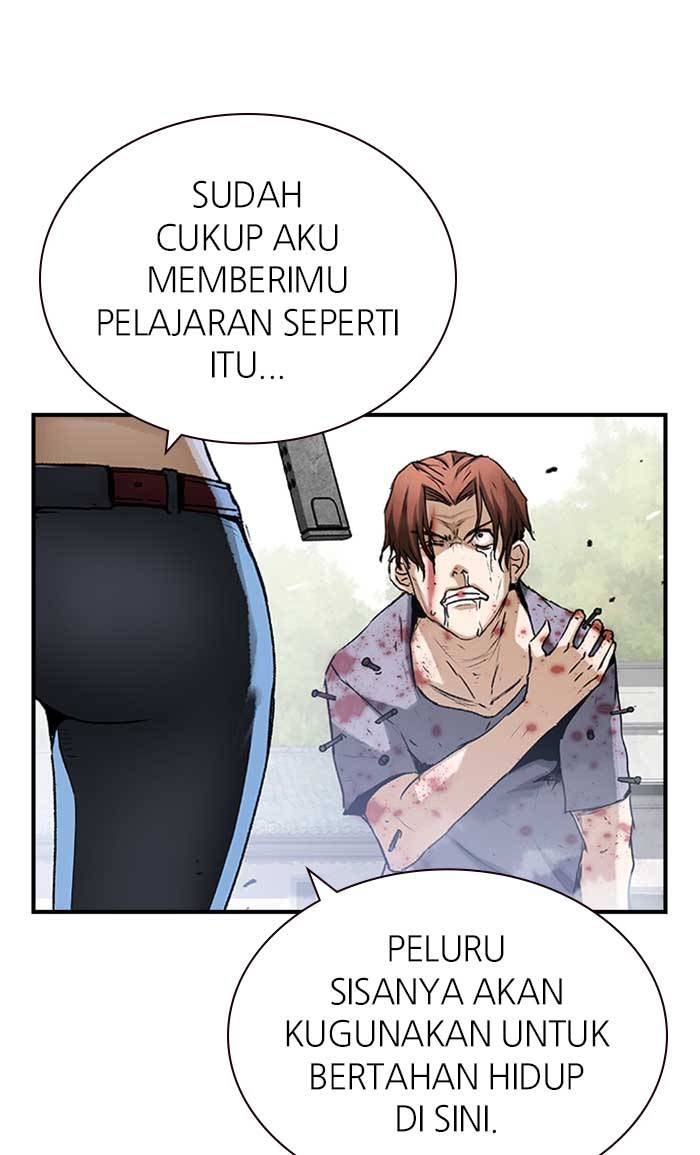 SUDAH
CUKUP AKU
MEMBERIMU
PELAJARAN SEPERTI
ITU...
PELURU
SISANYA AKAN
KUGUNAKAN UNTUK
BERTAHAN HIDUP
DI SINI.